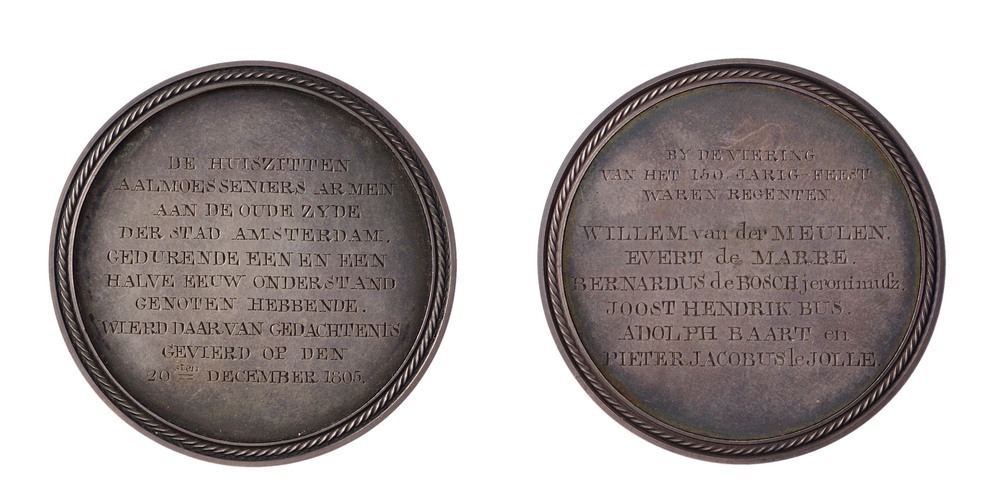 DE HUISZITTEN
AALMOESSENIERS ARMEN
AAN DE OUDE ZYDE
DER STAD AMSTERDAM.
GEDURENDE EEN EN EEN
HALVE EEUW ONDERSTAND
GENOTEN HEBBENDE.
WIERD DAARVAN GEDACHTENIS
GEVIERD OP DEN
20sten DECEMBER 1805.
BY DE VIERING
VAN HET 150 JARIG FEEST
WAREN REGENTEN.
WILLEM van der MEULEN.
EVERT de MARRE.
BERNARDUS de BOSCH jeronimusz.
JOOST HENDRIK BUS.
ADOLPH BAART en
PIETER JACOBUS le JOLLE.